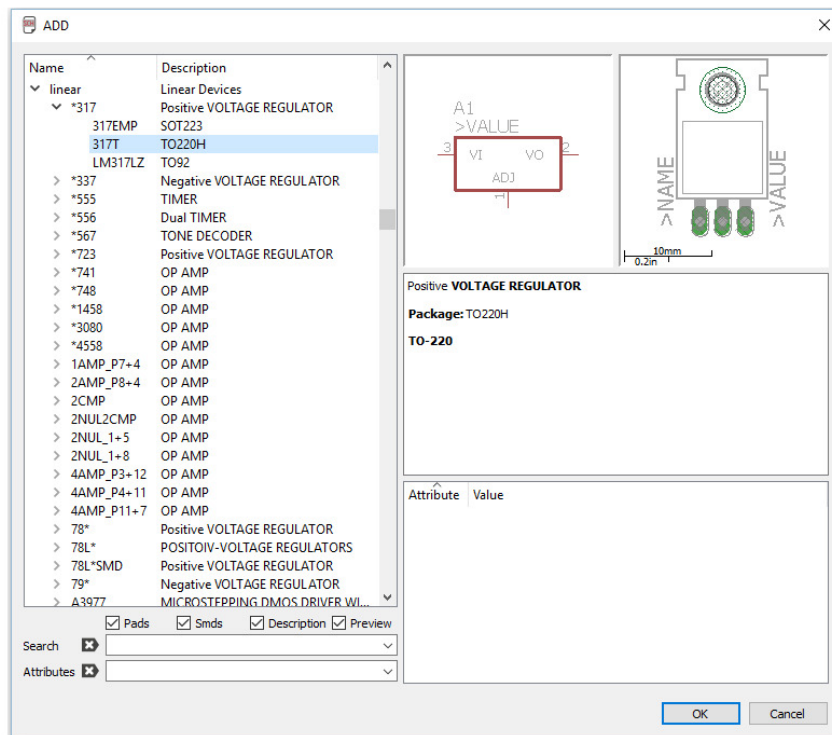 ADD
Name Description
linear Linear Devices
*317 Positive VOLTAGE REGULATOR
317EMP SOT223
317T TO220H
LM317LZ TO92
*337 Negative VOLTAGE REGULATOR
*555 TIMER
*556 Dual TIMER
*567 TONE DECODER
*723 Positive VOLTAGE REGULATOR
*741 OP AMP
*748 OP AMP
*1458 OP AMP
*3080 OP AMP
*4558 OP AMP
1AMP_P7+4 OP AMP
2AMP_P8+4 OP AMP
2CMP OP AMP
2NUL2CMP OP AMP
2NUL_1+5 OP AMP
2NUL_1+8 OP AMP
4AMP_P3+12 OP AMP
4AMP_P4+11 OP AMP
4AMP_P11+7 OP AMP
78* Positive VOLTAGE REGULATOR
78L* POSITOIV-VOLTAGE REGULATORS
78L*SMD Positive VOLTAGE REGULATOR
79* Negative VOLTAGE REGULATOR
A3977 MICROSTEPPING DMOS DRIVER WI...
Pads Smds Description Preview
Search
Attributes
A1
>VALUE
3 VI VO 2
ADJ
1
>NAME
>VALUE
10mm
0.2in
Positive VOLTAGE REGULATOR
Package: TO220H
TO-220
Attribute Value
OK Cancel